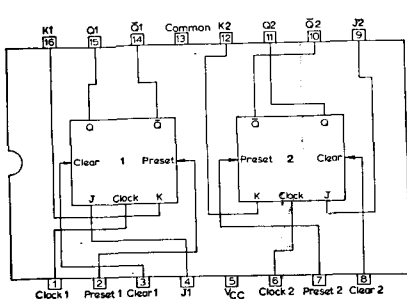 K1 Q1 Q̄1 Common K2 Q2 Q̄2 J2
16 15 14 13 12 11 10 9
Q Q̄ Q̄ Q
Clear 1 Preset Preset 2 Clear
J Clock K K Clock J
1 2 3 4 5 6 7 8
Clock 1 Preset 1 Clear 1 J1 VCC Clock 2 Preset 2 Clear 2